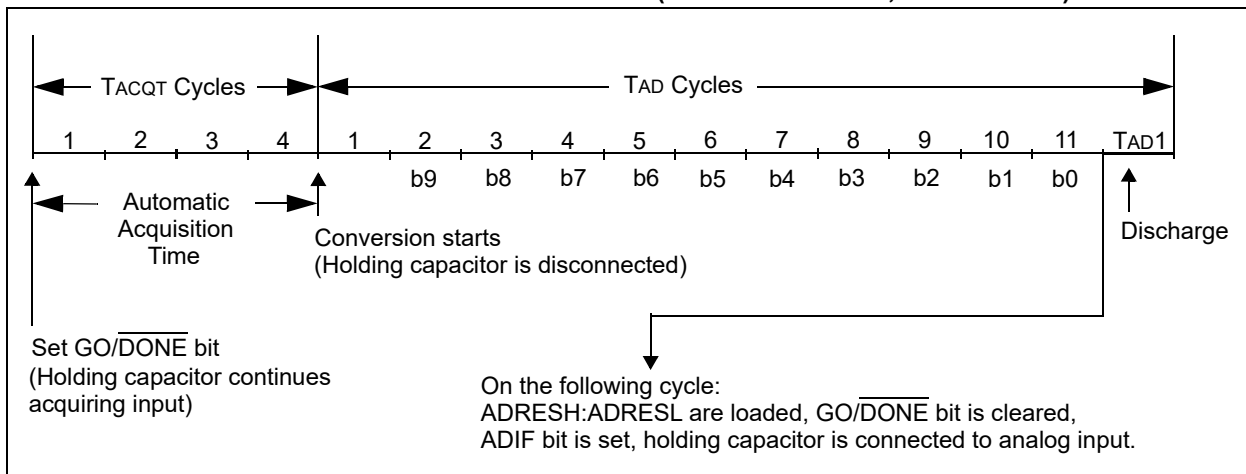 TACQT Cycles
TAD Cycles
1 2 3 4 1 2 3 4 5 6 7 8 9 10 11 TAD1
b9 b8 b7 b6 b5 b4 b3 b2 b1 b0
Automatic
Acquisition
Time
Conversion starts
(Holding capacitor is disconnected)
Discharge
Set GO/DONE bit
(Holding capacitor continues
acquiring input)
On the following cycle:
ADRESH:ADRESL are loaded, GO/DONE bit is cleared,
ADIF bit is set, holding capacitor is connected to analog input.